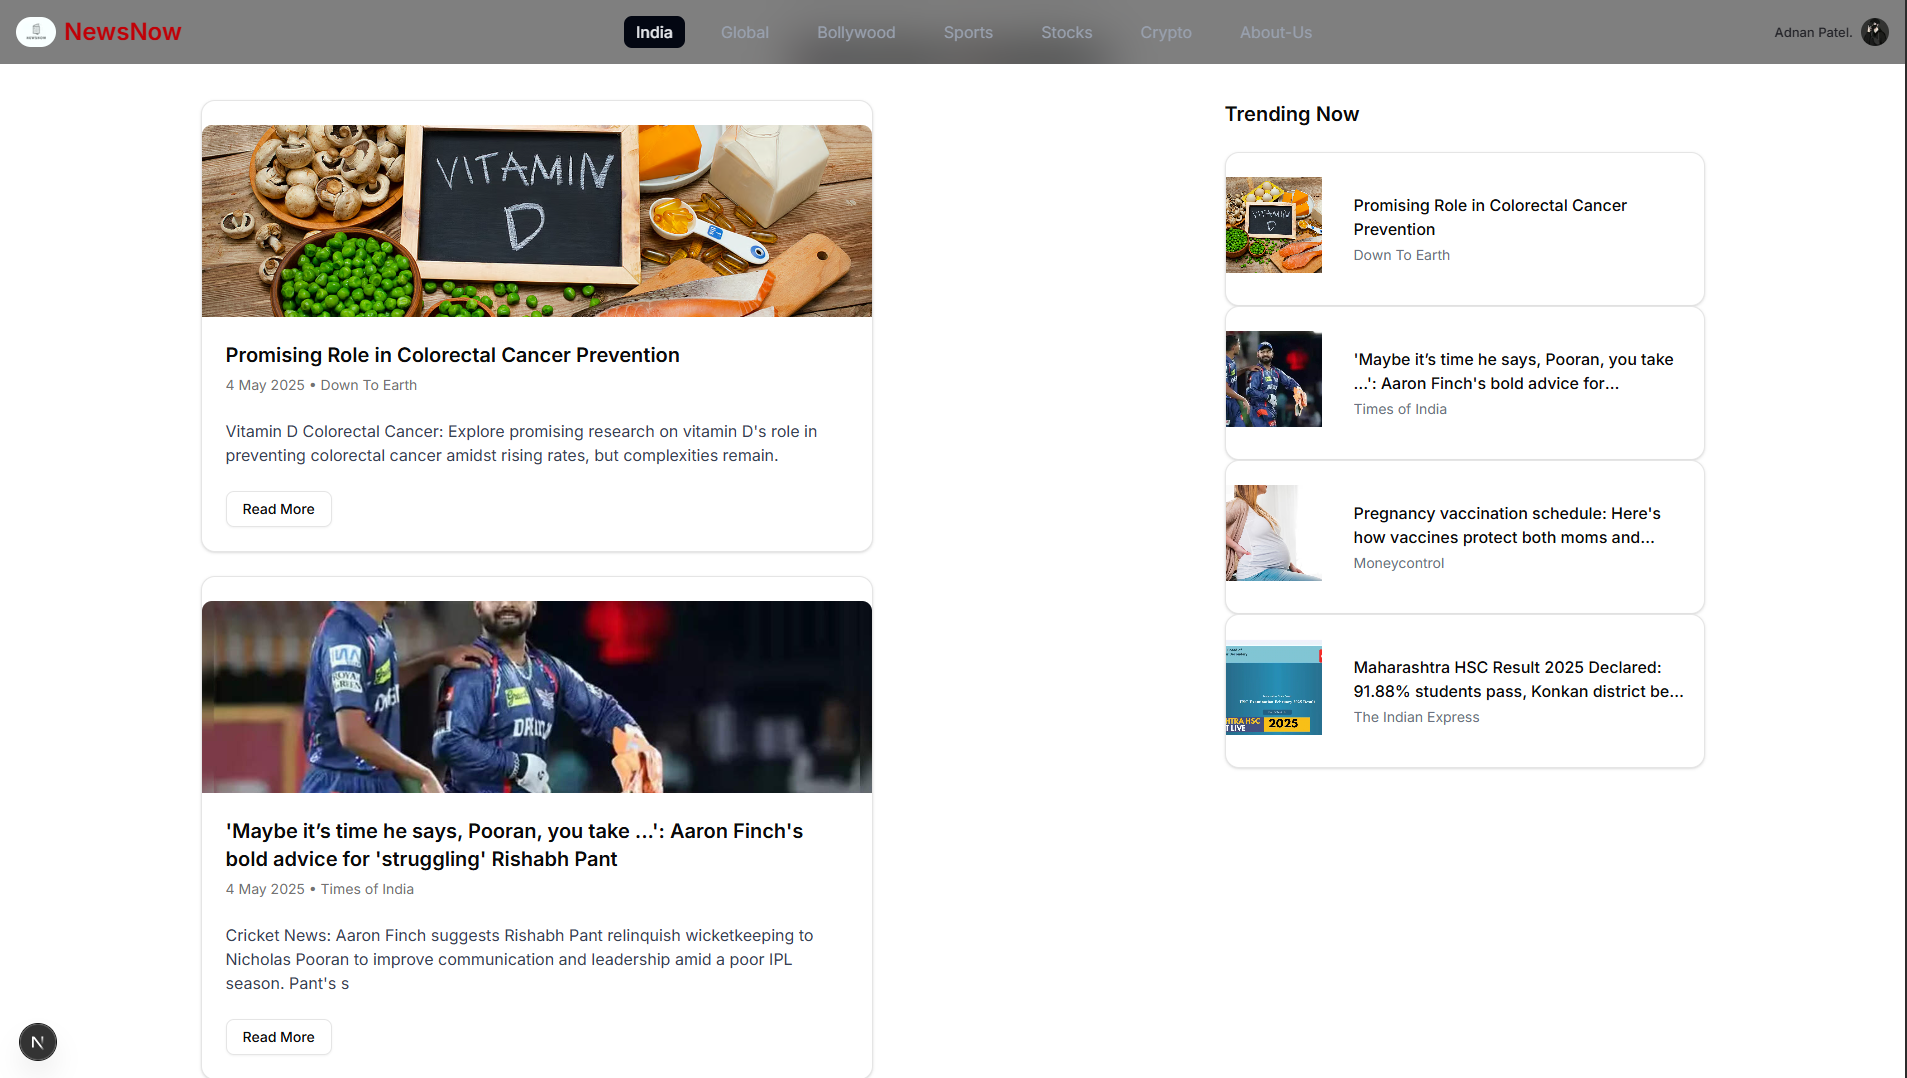 NewsNow
India
Global
Bollywood
Sports
Stocks
Crypto
About-Us
Adnan Patel.
VITAMIN
D
Promising Role in Colorectal Cancer Prevention
4 May 2025 • Down To Earth
Vitamin D Colorectal Cancer: Explore promising research on vitamin D's role in
preventing colorectal cancer amidst rising rates, but complexities remain.
Read More
'Maybe it’s time he says, Pooran, you take ...': Aaron Finch's
bold advice for 'struggling' Rishabh Pant
4 May 2025 • Times of India
Cricket News: Aaron Finch suggests Rishabh Pant relinquish wicketkeeping to
Nicholas Pooran to improve communication and leadership amid a poor IPL
season. Pant's s
Read More
N
Trending Now
VITAMIN
D
Promising Role in Colorectal Cancer
Prevention
Down To Earth
'Maybe it’s time he says, Pooran, you take
...': Aaron Finch's bold advice for...
Times of India
Pregnancy vaccination schedule: Here's
how vaccines protect both moms and...
Moneycontrol
HTRA HSC
2025
T LIVE
Maharashtra HSC Result 2025 Declared:
91.88% students pass, Konkan district be...
The Indian Express